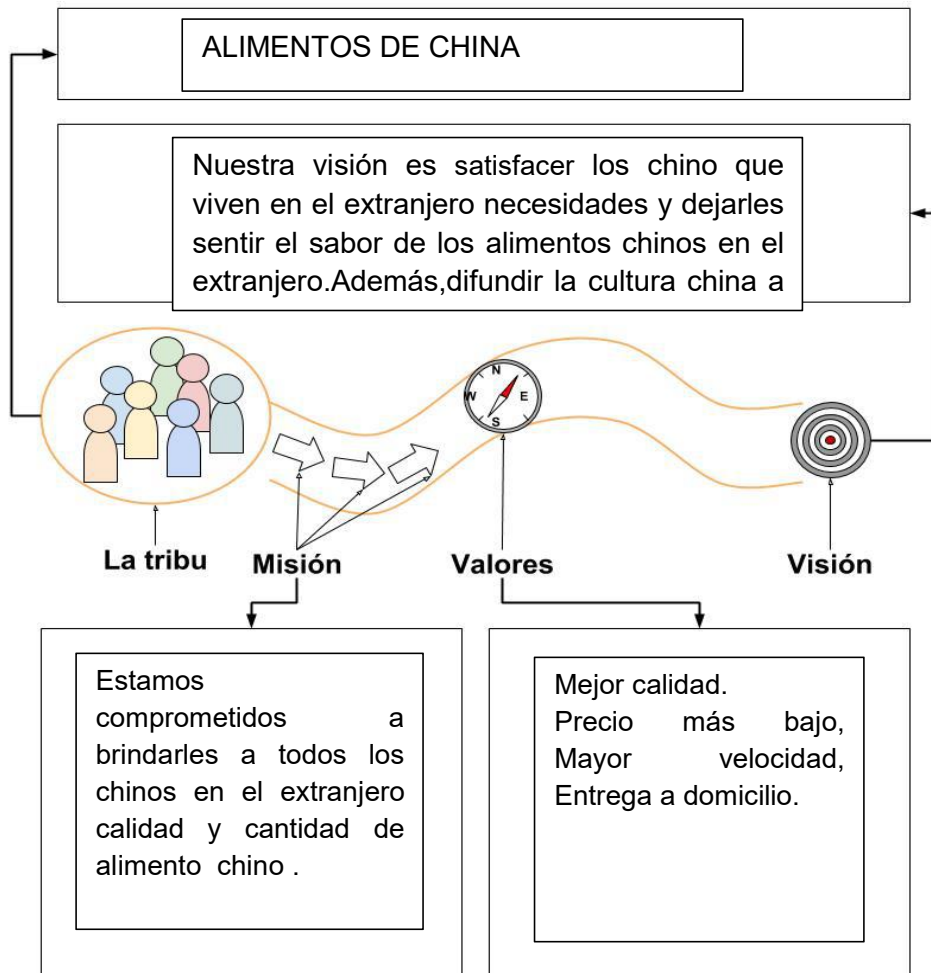 ALIMENTOS DE CHINA
Nuestra visión es satisfacer los chino que
viven en el extranjero necesidades y dejarles
sentir el sabor de los alimentos chinos en el
extranjero.Además,difundir la cultura china a
N
W E
S
La tribu Misión Valores Visión
Estamos
comprometidos a
brindarles a todos los
chinos en el extranjero
calidad y cantidad de
alimento chino .
Mejor calidad.
Precio más bajo,
Mayor velocidad,
Entrega a domicilio.